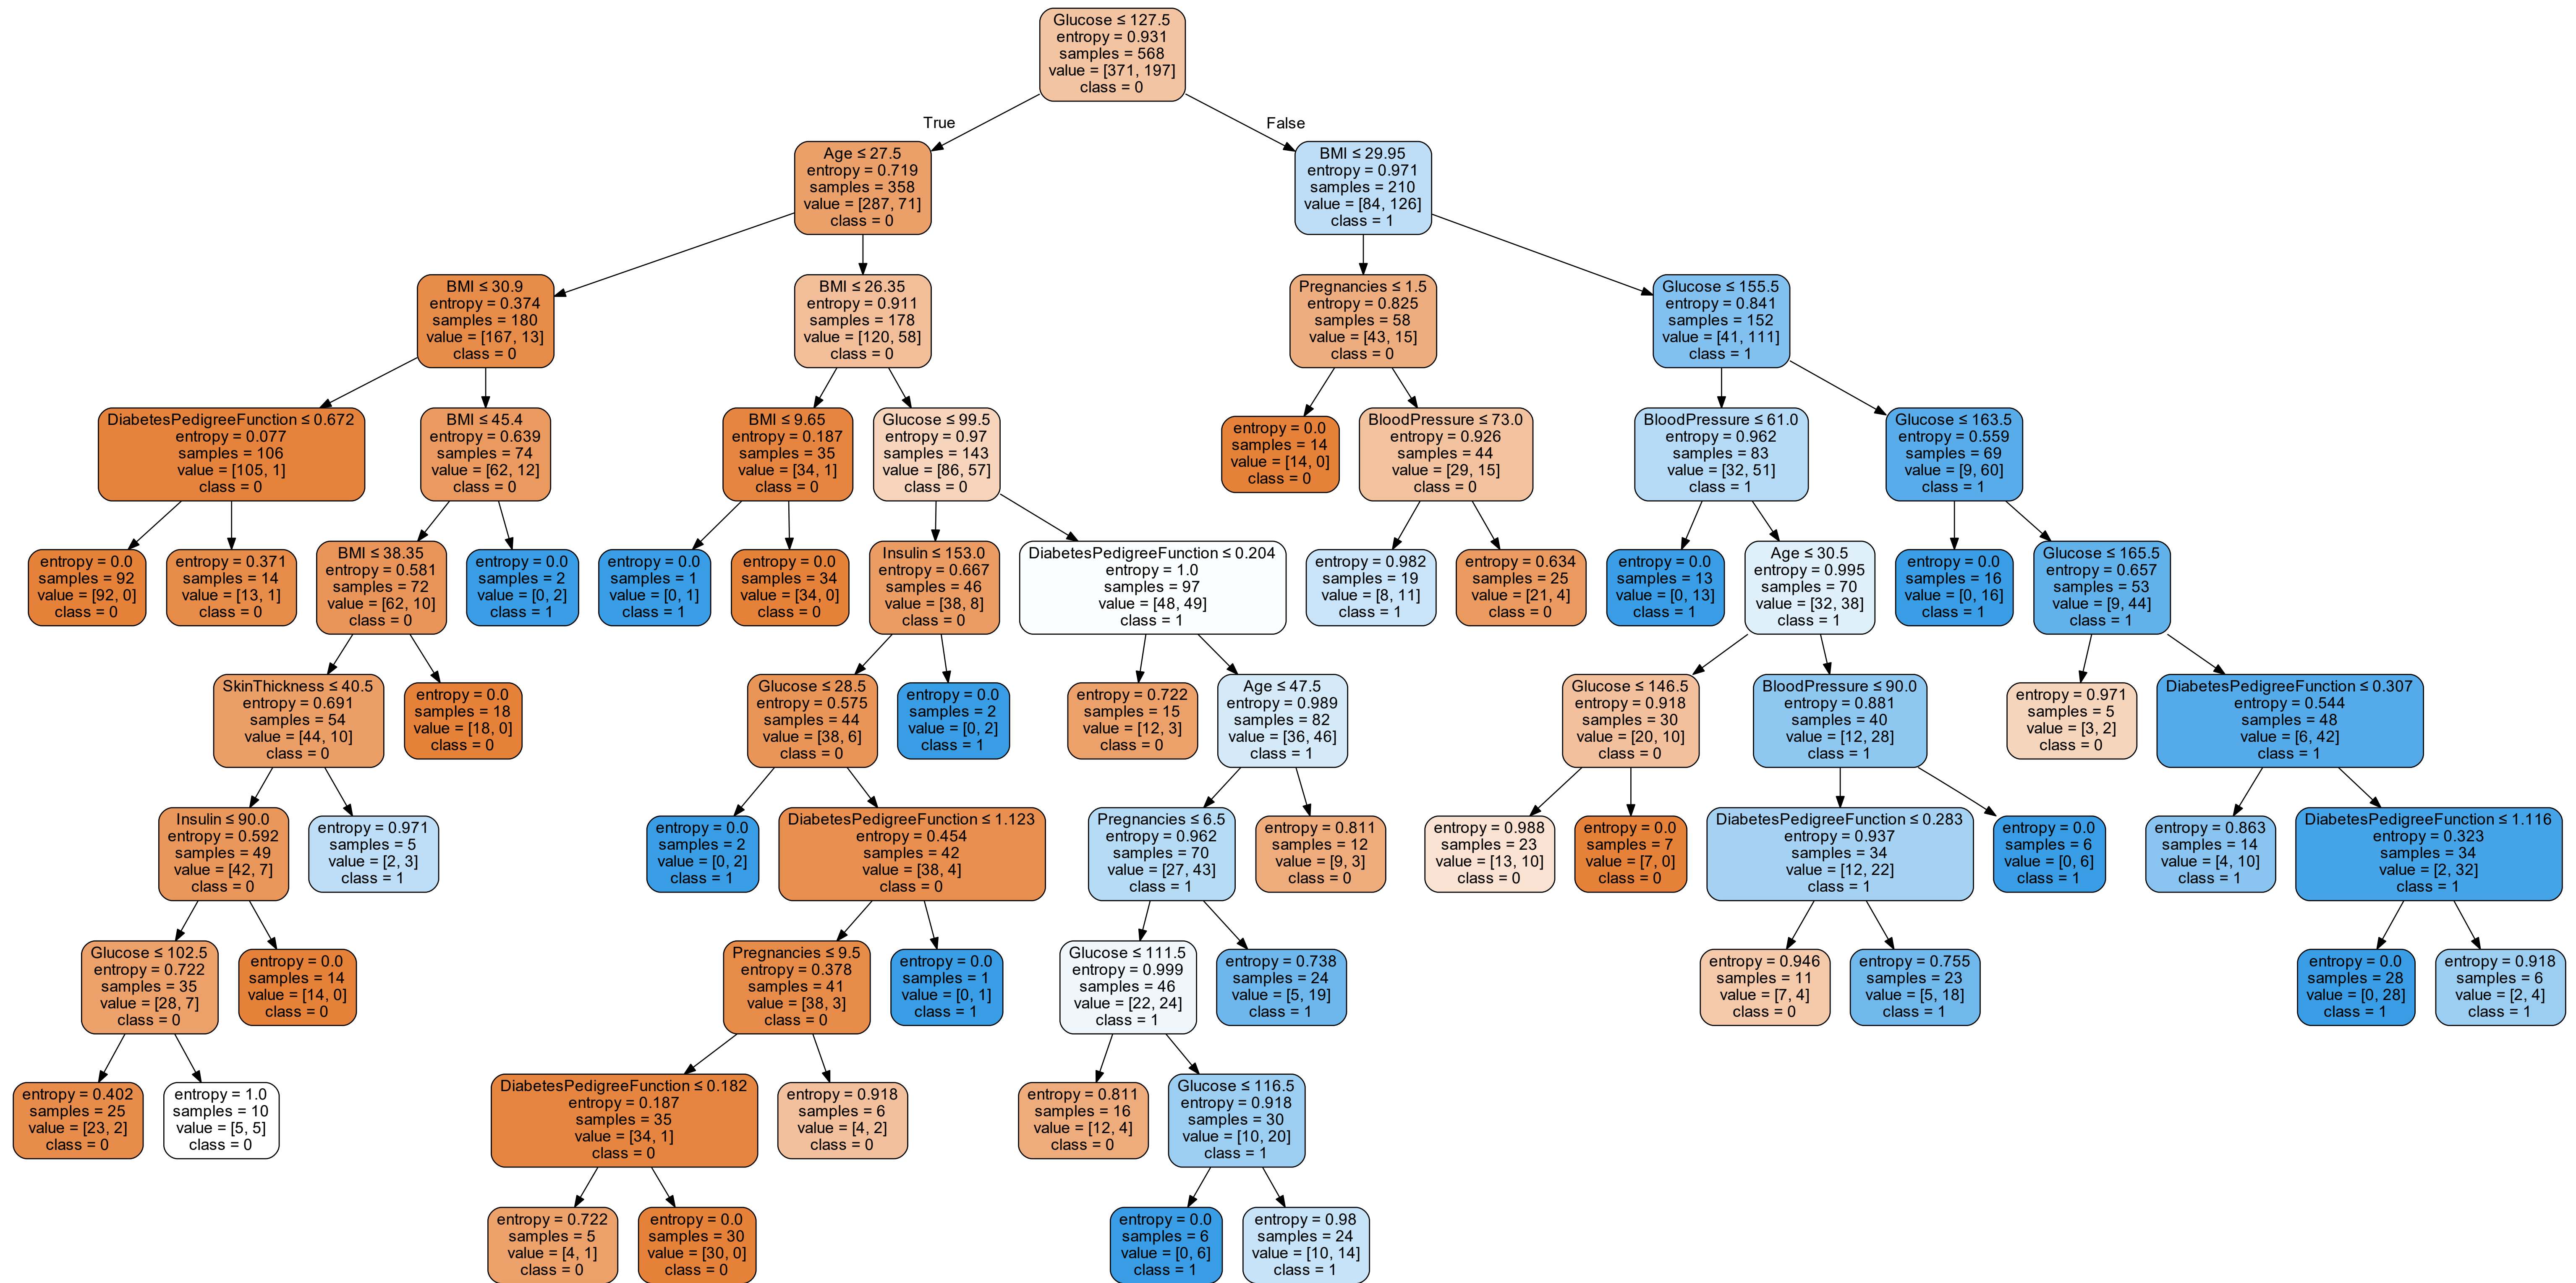 Glucose ≤ 127.5
entropy = 0.931
samples = 568
value = [371, 197]
class = 0
True
False
Age ≤ 27.5
entropy = 0.719
samples = 358
value = [287, 71]
class = 0
BMI ≤ 29.95
entropy = 0.971
samples = 210
value = [84, 126]
class = 1
BMI ≤ 30.9
entropy = 0.374
samples = 180
value = [167, 13]
class = 0
BMI ≤ 26.35
entropy = 0.911
samples = 178
value = [120, 58]
class = 0
Pregnancies ≤ 1.5
entropy = 0.825
samples = 58
value = [43, 15]
class = 0
Glucose ≤ 155.5
entropy = 0.841
samples = 152
value = [41, 111]
class = 1
DiabetesPedigreeFunction ≤ 0.672
entropy = 0.077
samples = 106
value = [105, 1]
class = 0
BMI ≤ 45.4
entropy = 0.639
samples = 74
value = [62, 12]
class = 0
BMI ≤ 9.65
entropy = 0.187
samples = 35
value = [34, 1]
class = 0
Glucose ≤ 99.5
entropy = 0.97
samples = 143
value = [86, 57]
class = 0
entropy = 0.0
samples = 14
value = [14, 0]
class = 0
BloodPressure ≤ 73.0
entropy = 0.926
samples = 44
value = [29, 15]
class = 0
BloodPressure ≤ 61.0
entropy = 0.962
samples = 83
value = [32, 51]
class = 1
Glucose ≤ 163.5
entropy = 0.559
samples = 69
value = [9, 60]
class = 1
entropy = 0.0
samples = 92
value = [92, 0]
class = 0
entropy = 0.371
samples = 14
value = [13, 1]
class = 0
BMI ≤ 38.35
entropy = 0.581
samples = 72
value = [62, 10]
class = 0
entropy = 0.0
samples = 2
value = [0, 2]
class = 1
entropy = 0.0
samples = 1
value = [0, 1]
class = 1
entropy = 0.0
samples = 34
value = [34, 0]
class = 0
Insulin ≤ 153.0
entropy = 0.667
samples = 46
value = [38, 8]
class = 0
DiabetesPedigreeFunction ≤ 0.204
entropy = 1.0
samples = 97
value = [48, 49]
class = 1
entropy = 0.982
samples = 19
value = [8, 11]
class = 1
entropy = 0.634
samples = 25
value = [21, 4]
class = 0
entropy = 0.0
samples = 13
value = [0, 13]
class = 1
Age ≤ 30.5
entropy = 0.995
samples = 70
value = [32, 38]
class = 1
entropy = 0.0
samples = 16
value = [0, 16]
class = 1
Glucose ≤ 165.5
entropy = 0.657
samples = 53
value = [9, 44]
class = 1
SkinThickness ≤ 40.5
entropy = 0.691
samples = 54
value = [44, 10]
class = 0
entropy = 0.0
samples = 18
value = [18, 0]
class = 0
Glucose ≤ 28.5
entropy = 0.575
samples = 44
value = [38, 6]
class = 0
entropy = 0.0
samples = 2
value = [0, 2]
class = 1
entropy = 0.722
samples = 15
value = [12, 3]
class = 0
Age ≤ 47.5
entropy = 0.989
samples = 82
value = [36, 46]
class = 1
Glucose ≤ 146.5
entropy = 0.918
samples = 30
value = [20, 10]
class = 0
BloodPressure ≤ 90.0
entropy = 0.881
samples = 40
value = [12, 28]
class = 1
entropy = 0.971
samples = 5
value = [3, 2]
class = 0
DiabetesPedigreeFunction ≤ 0.307
entropy = 0.544
samples = 48
value = [6, 42]
class = 1
Insulin ≤ 90.0
entropy = 0.592
samples = 49
value = [42, 7]
class = 0
entropy = 0.971
samples = 5
value = [2, 3]
class = 1
entropy = 0.0
samples = 2
value = [0, 2]
class = 1
DiabetesPedigreeFunction ≤ 1.123
entropy = 0.454
samples = 42
value = [38, 4]
class = 0
Pregnancies ≤ 6.5
entropy = 0.962
samples = 70
value = [27, 43]
class = 1
entropy = 0.811
samples = 12
value = [9, 3]
class = 0
entropy = 0.988
samples = 23
value = [13, 10]
class = 0
entropy = 0.0
samples = 7
value = [7, 0]
class = 0
DiabetesPedigreeFunction ≤ 0.283
entropy = 0.937
samples = 34
value = [12, 22]
class = 1
entropy = 0.0
samples = 6
value = [0, 6]
class = 1
entropy = 0.863
samples = 14
value = [4, 10]
class = 1
DiabetesPedigreeFunction ≤ 1.116
entropy = 0.323
samples = 34
value = [2, 32]
class = 1
Glucose ≤ 102.5
entropy = 0.722
samples = 35
value = [28, 7]
class = 0
entropy = 0.0
samples = 14
value = [14, 0]
class = 0
Pregnancies ≤ 9.5
entropy = 0.378
samples = 41
value = [38, 3]
class = 0
entropy = 0.0
samples = 1
value = [0, 1]
class = 1
Glucose ≤ 111.5
entropy = 0.999
samples = 46
value = [22, 24]
class = 1
entropy = 0.738
samples = 24
value = [5, 19]
class = 1
entropy = 0.946
samples = 11
value = [7, 4]
class = 0
entropy = 0.755
samples = 23
value = [5, 18]
class = 1
entropy = 0.0
samples = 28
value = [0, 28]
class = 1
entropy = 0.918
samples = 6
value = [2, 4]
class = 1
entropy = 0.402
samples = 25
value = [23, 2]
class = 0
entropy = 1.0
samples = 10
value = [5, 5]
class = 0
DiabetesPedigreeFunction ≤ 0.182
entropy = 0.187
samples = 35
value = [34, 1]
class = 0
entropy = 0.918
samples = 6
value = [4, 2]
class = 0
entropy = 0.811
samples = 16
value = [12, 4]
class = 0
Glucose ≤ 116.5
entropy = 0.918
samples = 30
value = [10, 20]
class = 1
entropy = 0.722
samples = 5
value = [4, 1]
class = 0
entropy = 0.0
samples = 30
value = [30, 0]
class = 0
entropy = 0.0
samples = 6
value = [0, 6]
class = 1
entropy = 0.98
samples = 24
value = [10, 14]
class = 1